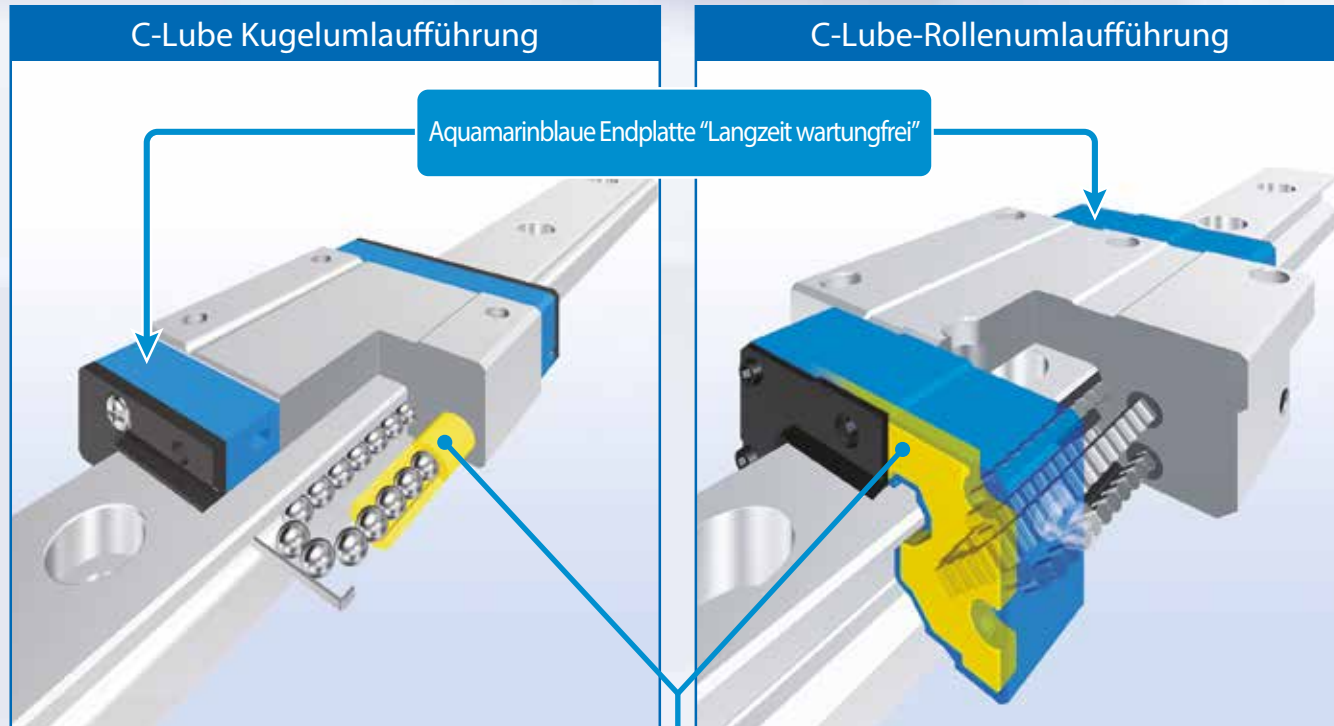 C-Lube Kugelumlaufführung
C-Lube-Rollenumlaufführung
Aquamarinblaue Endplatte “Langzeit wartungfrei”